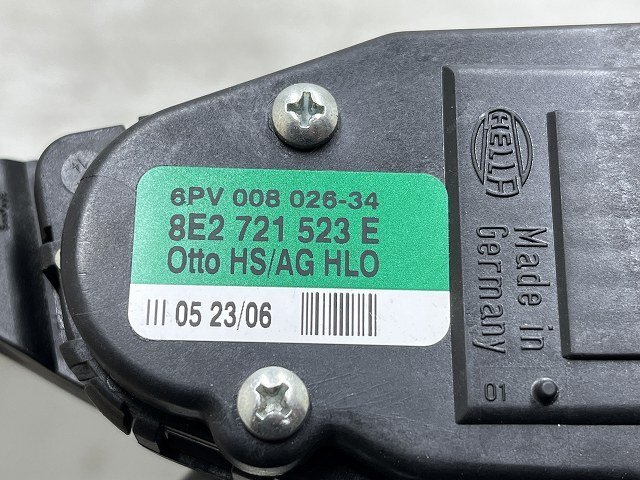 6PV 008 026-34
8E2 721 523 E
Otto HS/AG HLO
05 23/06
HELLA
Made in
Germany
01